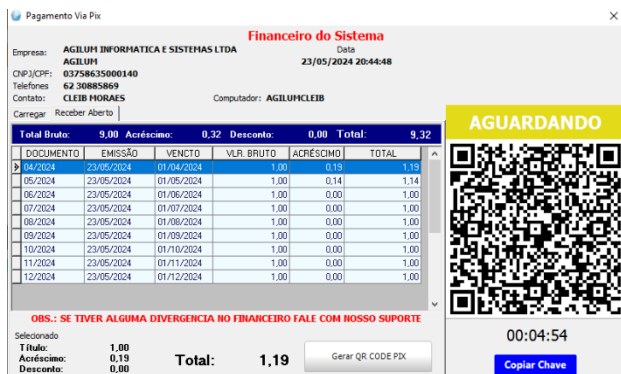 Pagamento Via Pix
Financeiro do Sistema
Empresa: AGILUM INFORMATICA E SISTEMAS LTDA
AGILUM
Data
23/05/2024 20:44:48
CNPJ/CPF: 03758635000140
Telefones 62 30885869
Contato: CLEIB MORAES Computador: AGILUMCLEIB
Carregar Receber Aberto
Total Bruto: 9,00 Acréscimo: 0,32 Desconto: 0,00 Total: 9,32
DOCUMENTO EMISSÃO VENCTO VLR. BRUTO ACRÉSCIMO TOTAL
04/2024 23/05/2024 01/04/2024 1,00 0,19 1,19
05/2024 23/05/2024 01/05/2024 1,00 0,14 1,14
06/2024 23/05/2024 01/06/2024 1,00 0,00 1,00
07/2024 23/05/2024 01/07/2024 1,00 0,00 1,00
08/2024 23/05/2024 01/08/2024 1,00 0,00 1,00
09/2024 23/05/2024 01/09/2024 1,00 0,00 1,00
10/2024 23/05/2024 01/10/2024 1,00 0,00 1,00
11/2024 23/05/2024 01/11/2024 1,00 0,00 1,00
12/2024 23/05/2024 01/12/2024 1,00 0,00 1,00
OBS.: SE TIVER ALGUMA DIVERGENCIA NO FINANCEIRO FALE COM NOSSO SUPORTE
Selecionado
Título: 1,00
Acréscimo: 0,19
Desconto: 0,00
Total: 1,19
Gerar QR CODE PIX
AGUARDANDO
00:04:54
Copiar Chave